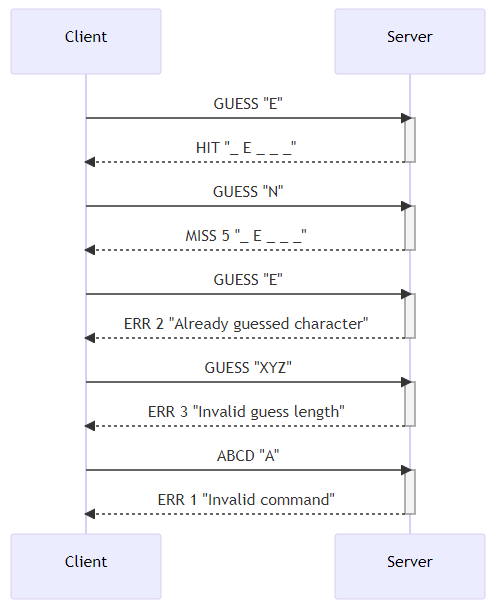 Client Server
GUESS "E"
HIT "_ E _ _ _"
GUESS "N"
MISS 5 "_ E _ _ _"
GUESS "E"
ERR 2 "Already guessed character"
GUESS "XYZ"
ERR 3 "Invalid guess length"
ABCD "A"
ERR 1 "Invalid command"
Client Server